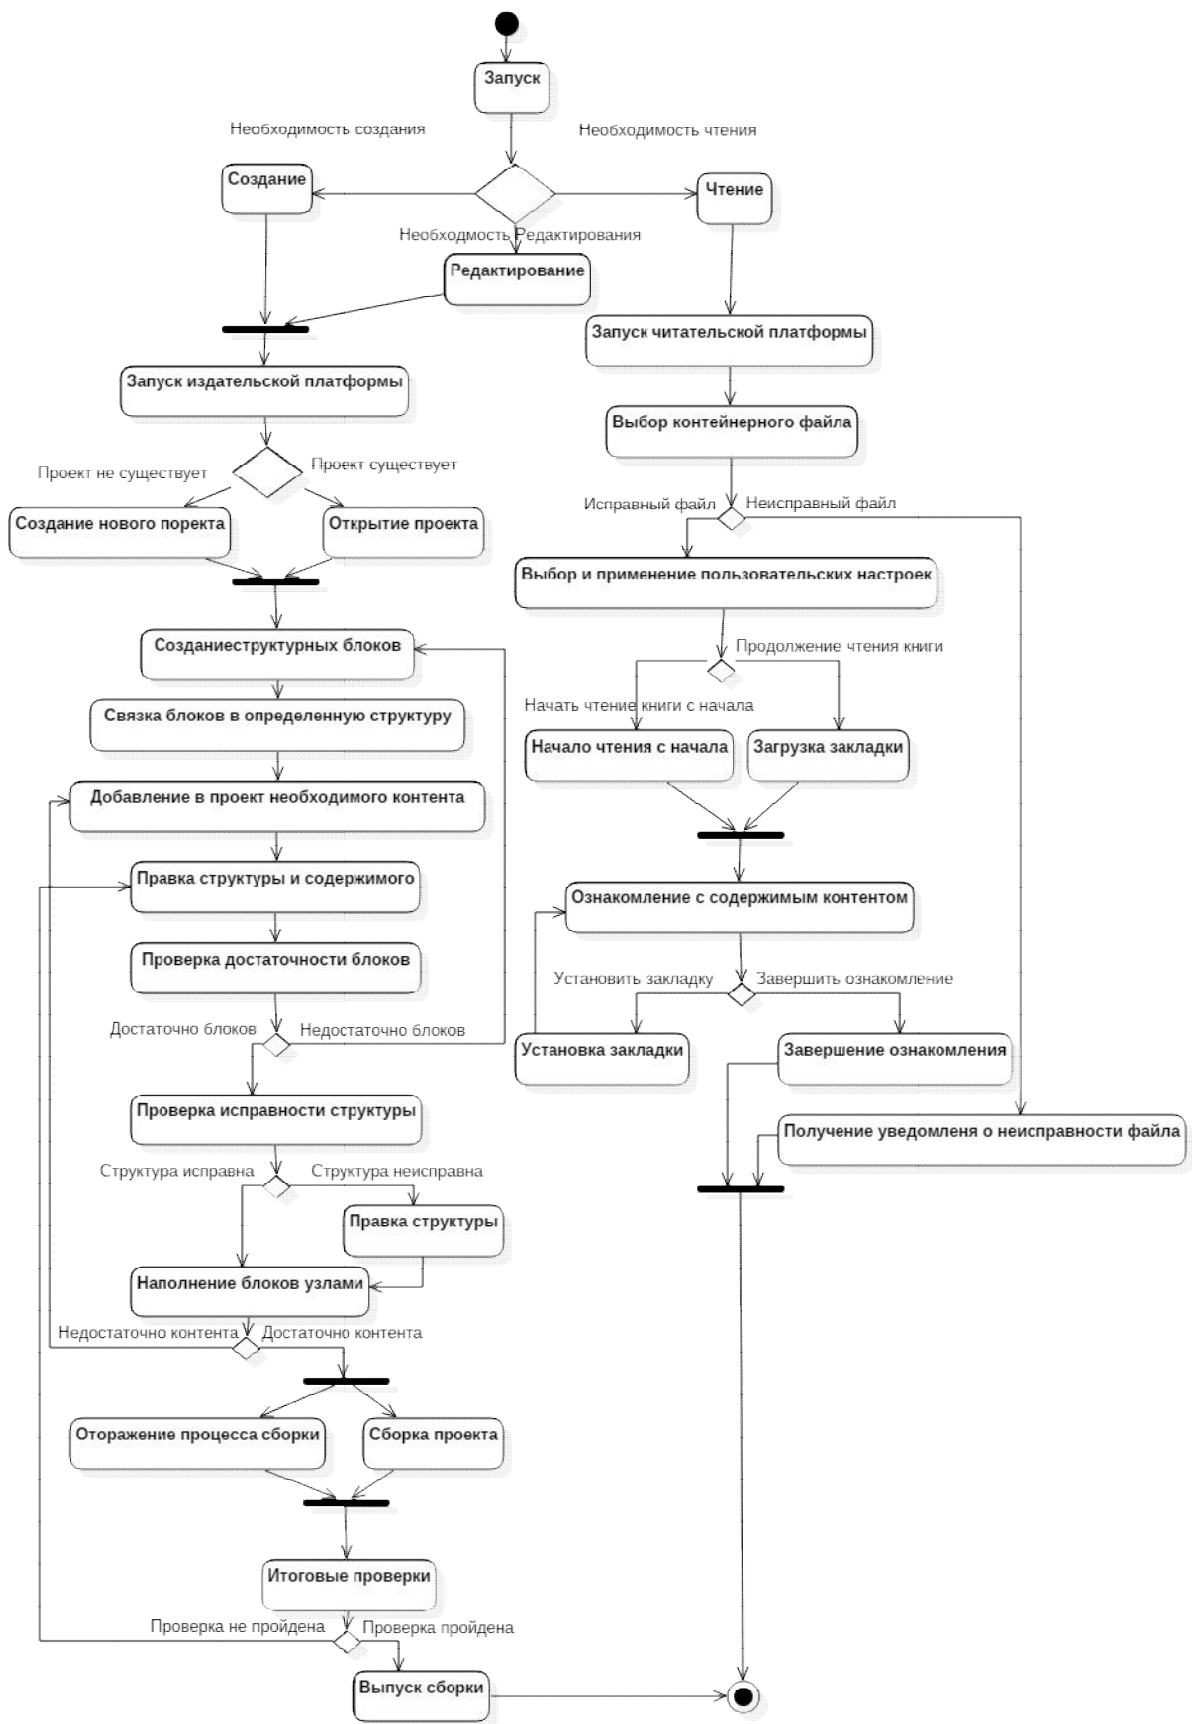 Запуск
Необходимость создания
Необходимость чтения
Создание
Чтение
Необходмость Редактирования
Редактирование
Запуск читательской платформы
Запуск издательской платформы
Выбор контейнерного файла
Проект не существует
Проект существует
Исправный файл
Неисправный файл
Создание нового поректа
Открытие проекта
Выбор и применение пользовательских настроек
Созданиеструктурных блоков
Продолжение чтения книги
Связка блоков в определенную структуру
Начать чтение книги с начала
Начало чтения с начала
Загрузка закладки
Добавление в проект необходимого контента
Правка структуры и содержимого
Ознакомление с содержимым контентом
Проверка достаточности блоков
Установить закладку
Завершить ознакомление
Достаточно блоков
Недостаточно блоков
Установка закладки
Завершение ознакомления
Проверка исправности структуры
Получение уведомленя о неисправности файла
Структура исправна
Структура неисправна
Правка структуры
Наполнение блоков узлами
Недостаточно контента
Достаточно контента
Оторажение процесса сборки
Сборка проекта
Итоговые проверки
Проверка не пройдена
Проверка пройдена
Выпуск сборки